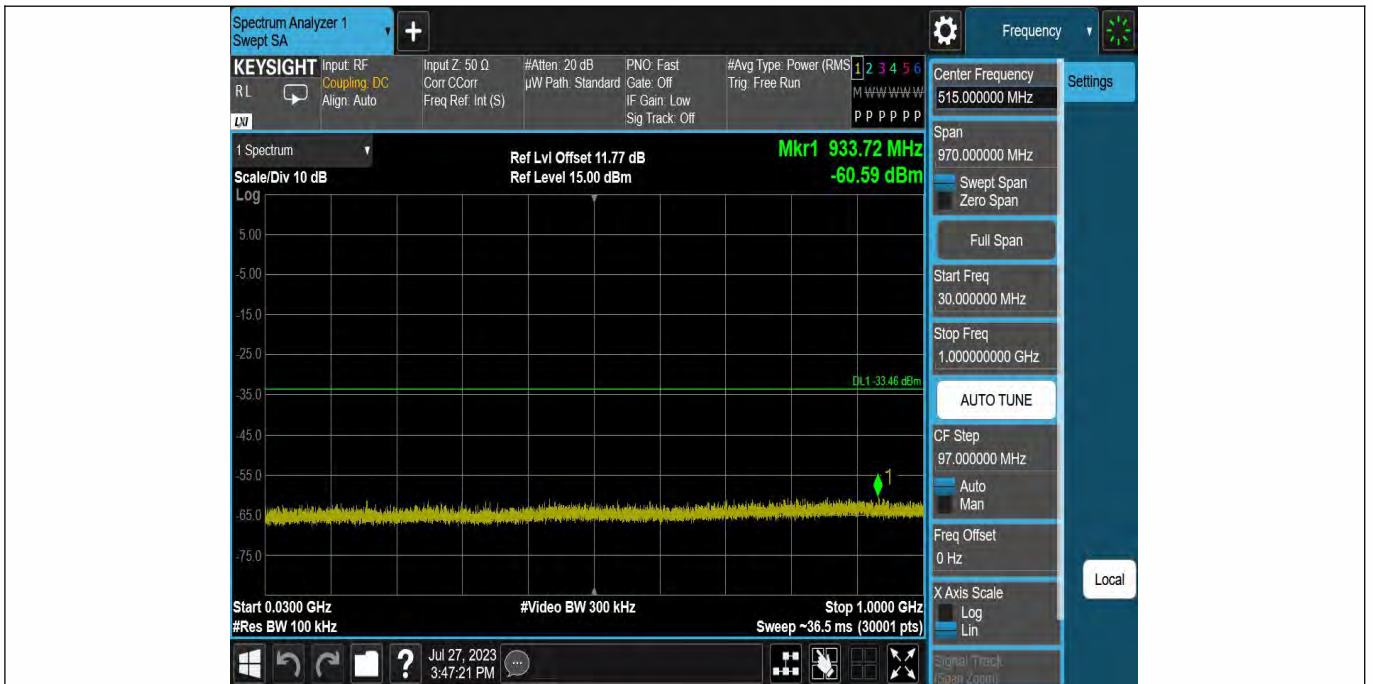 Spectrum Analyzer 1
Swept SA
+
Frequency
KEYSIGHT
RL
LXI
Input: RF
Coupling: DC
Align: Auto
Input Z: 50 Ω
Corr CCorr
Freq Ref: Int (S)
#Atten: 20 dB
µW Path: Standard
PNO: Fast
Gate: Off
IF Gain: Low
Sig Track: Off
#Avg Type: Power (RMS
Trig: Free Run
1 2 3 4 5 6
M W W W W W
P P P P P P
1 Spectrum
Scale/Div 10 dB
Log
Ref Lvl Offset 11.77 dB
Ref Level 15.00 dBm
Mkr1 933.72 MHz
-60.59 dBm
5.00
-5.00
-15.0
-25.0
-35.0
-45.0
-55.0
-65.0
-75.0
DL1 -33.46 dBm
1
Start 0.0300 GHz
#Res BW 100 kHz
#Video BW 300 kHz
Stop 1.0000 GHz
Sweep ~36.5 ms (30001 pts)
Center Frequency
515.000000 MHz
Span
970.000000 MHz
Swept Span
Zero Span
Full Span
Start Freq
30.000000 MHz
Stop Freq
1.000000000 GHz
AUTO TUNE
CF Step
97.000000 MHz
Auto
Man
Freq Offset
0 Hz
X Axis Scale
Log
Lin
Signal Track
(Span Zoom)
Settings
Local
?
Jul 27, 2023
3:47:21 PM